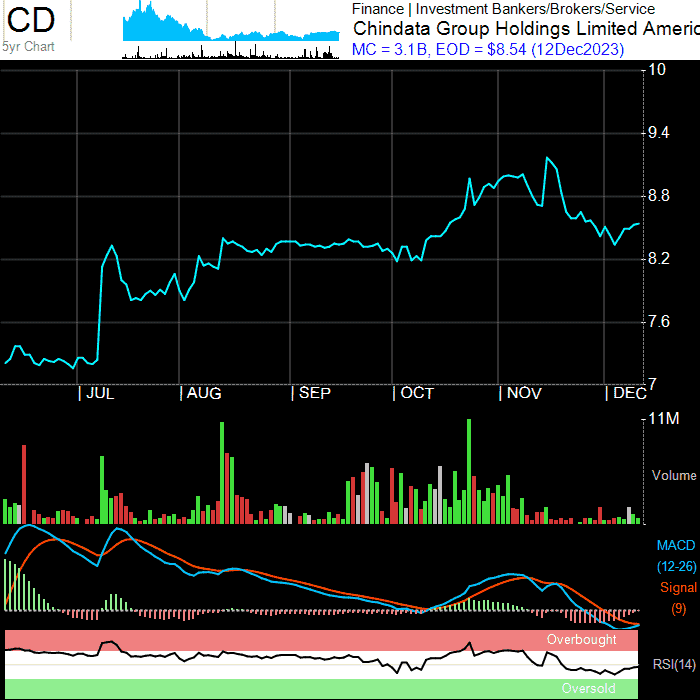 CD
5yr Chart
Finance | Investment Bankers/Brokers/Service
Chindata Group Holdings Limited Americ
MC = 3.1B, EOD = $8.54 (12Dec2023)
10
9.4
8.8
8.2
7.6
7
| JUL | AUG | SEP | OCT | NOV | DEC
11M
Volume
MACD
(12-26)
Signal
(9)
Overbought
RSI(14)
Oversold